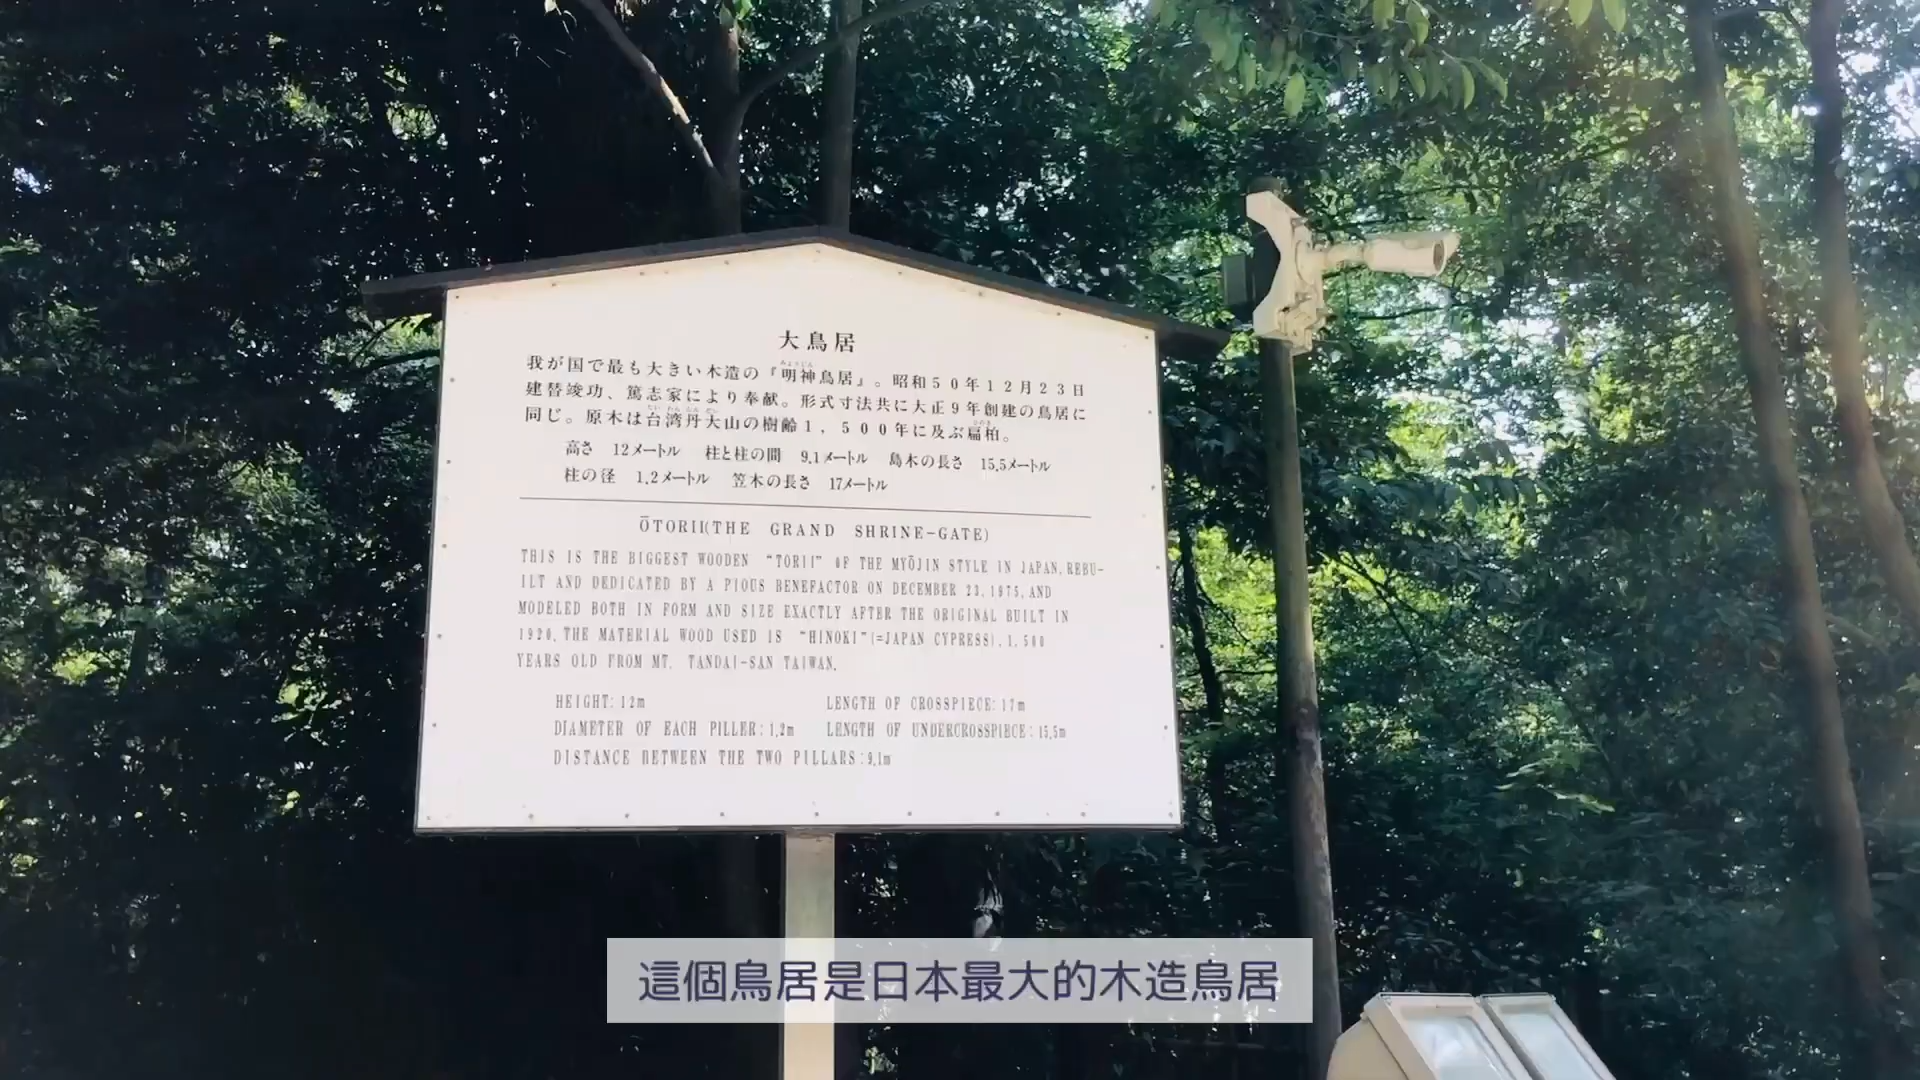 大鳥居
我が国で最も大きい木造の『明神鳥居』。昭和50年12月23日
建替竣功、篤志家により奉献。形式寸法共に大正9年創建の鳥居に
同じ。原木は台湾丹大山の樹齢1,500年に及ぶ扁柏。
高さ 12メートル 柱と柱の間 9.1メートル 島木の長さ 15.5メートル
柱の径 1.2メートル 笠木の長さ 17メートル
ŌTORII(THE GRAND SHRINE-GATE)
THIS IS THE BIGGEST WOODEN “TORII” OF THE MYŌJIN STYLE IN JAPAN, REBU-
ILT AND DEDICATED BY A PIOUS BENEFACTOR ON DECEMBER 23, 1975, AND
MODELED BOTH IN FORM AND SIZE EXACTLY AFTER THE ORIGINAL BUILT IN
1920, THE MATERIAL WOOD USED IS “HINOKI”(=JAPAN CYPRESS), 1,500
YEARS OLD FROM MT. TANDAI-SAN TAIWAN.
HEIGHT: 12m LENGTH OF CROSSPIECE: 17m
DIAMETER OF EACH PILLER: 1.2m LENGTH OF UNDERCROSSPIECE: 15.5m
DISTANCE BETWEEN THE TWO PILLARS: 9.1m
這個鳥居是日本最大的木造鳥居